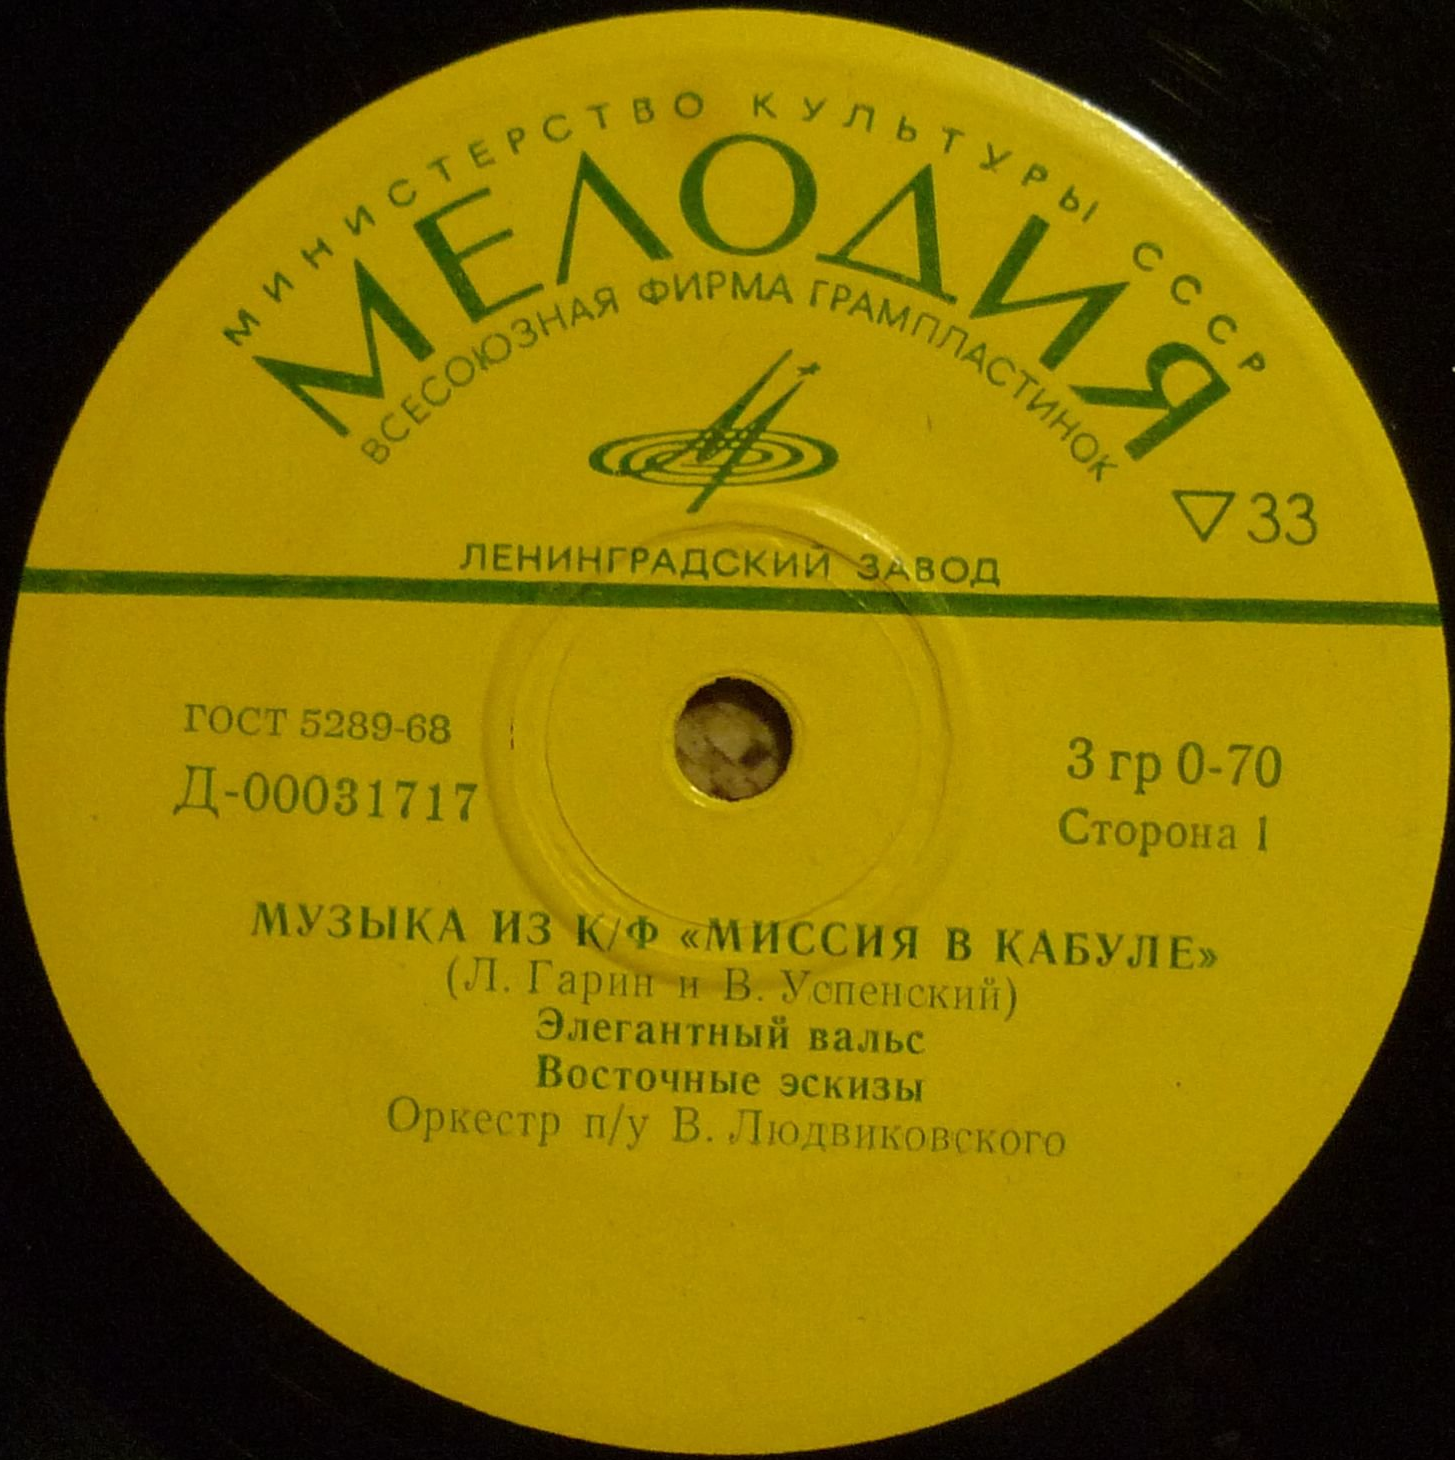 МИНИСТЕРСТВО КУЛЬТУРЫ СССР
МЕЛОДИЯ
ВСЕСОЮЗНАЯ ФИРМА ГРАМПЛАСТИНОК
▽33
ЛЕНИНГРАДСКИЙ ЗАВОД
ГОСТ 5289-68
Д-00031717
3 гр 0-70
Сторона 1
МУЗЫКА ИЗ К/Ф «МИССИЯ В КАБУЛЕ»
(Л. Гарин и В. Успенский)
Элегантный вальс
Восточные эскизы
Оркестр п/у В. Людвиковского